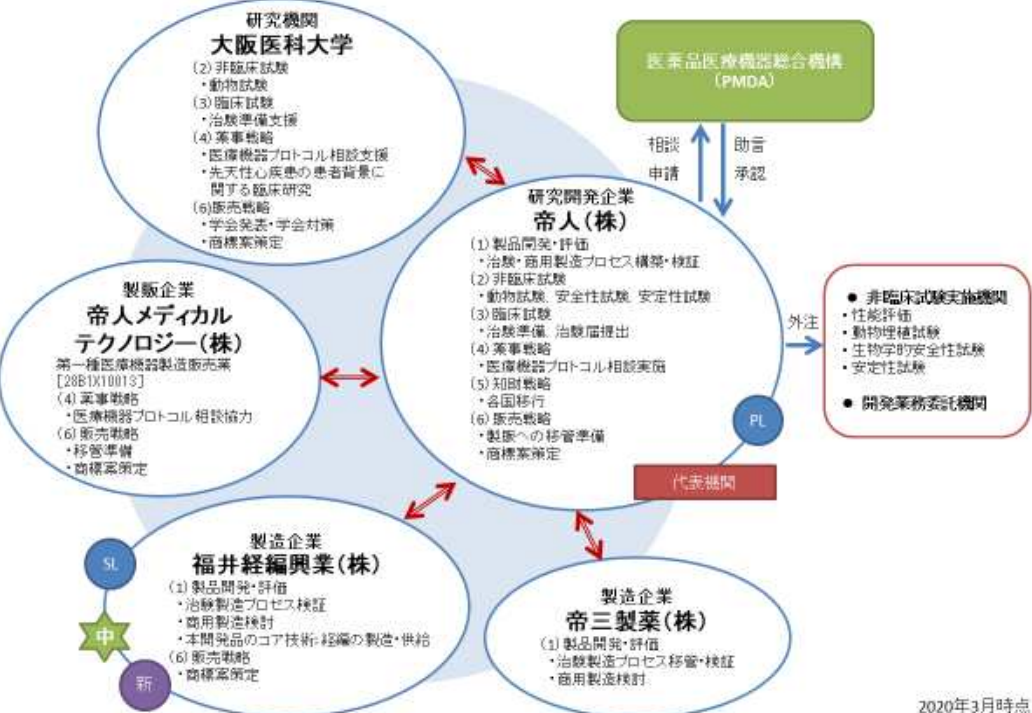 研究機関
大阪医科大学
(2) 非臨床試験
・動物試験
(3) 臨床試験
・治験準備支援
(4) 薬事戦略
・医療機器プロトコル相談支援
・先天性心疾患の患者背景に
関する臨床研究
(6)販売戦略
・学会発表・学会対策
・商標案策定
医薬品医療機器総合機構
(PMDA)
相談
申請
助言
承認
研究開発企業
帝人(株)
(1) 製品開発・評価
・治験・商用製造プロセス構築・検証
(2) 非臨床試験
・動物試験、安全性試験、安定性試験
(3) 臨床試験
・治験準備、治験届提出
(4) 薬事戦略
・医療機器プロトコル相談実施
(5) 知財戦略
・各国移行
(6) 販売戦略
・製販への移管準備
・商標案策定
PL
代表機関
外注
● 非臨床試験実施機関
・性能評価
・動物埋植試験
・生物学的安全性試験
・安定性試験
● 開発業務委託機関
製販企業
帝人メディカル
テクノロジー(株)
第一種医療機器製造販売業
[28B1X10013]
(4) 薬事戦略
・医療機器プロトコル相談協力
(6) 販売戦略
・移管準備
・商標案策定
製造企業
福井経編興業(株)
(1) 製品開発・評価
・治験製造プロセス検証
・商用製造検討
・本開発品のコア技術:経編の製造・供給
(6) 販売戦略
・商標案策定
SL
中
新
製造企業
帝三製薬(株)
(1) 製品開発・評価
・治験製造プロセス移管・検証
・商用製造検討
2020年3月時点